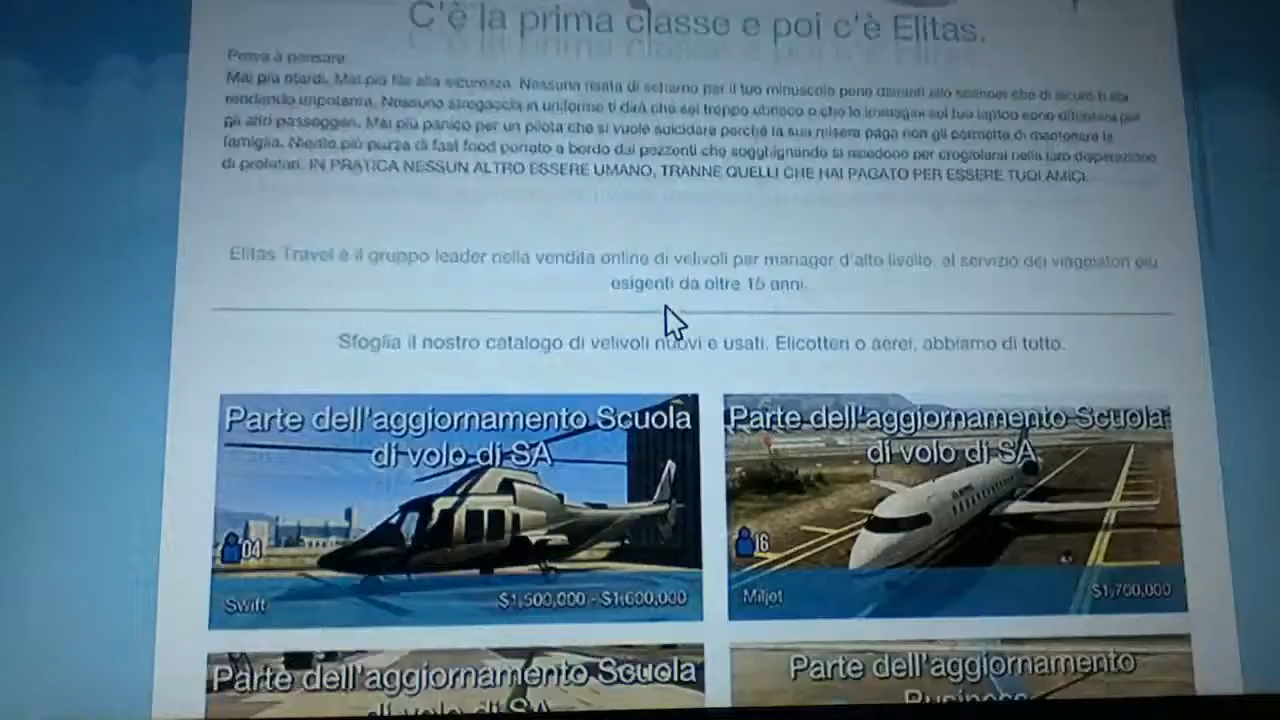 C'è la prima classe e poi c'è Elitas.
Prova a pensare
Mai più ritardi. Mai più file alla sicurezza. Nessuna risata di scherno per il tuo minuscolo pene davanti allo scanner che di sicuro ti sta
rendendo impotente. Nessuno in uniforme ti dirà che sei troppo ubriaco o che le immagini sul tuo laptop sono offensive per
gli altri passeggeri. Mai più panico per un pilota che si vuole suicidare perché la sua misera paga non gli permette di mantenere la
famiglia. Niente più puzza di fast food portato a bordo dai pezzenti che sogghignando si siedono per crogiolarsi nella loro disperazione
di proletari. IN PRATICA NESSUN ALTRO ESSERE UMANO, TRANNE QUELLI CHE HAI PAGATO PER ESSERE TUOI AMICI.
Elitas Travel è il gruppo leader nella vendita online di velivoli per manager d'alto livello, al servizio dei viaggiatori più
esigenti da oltre 15 anni.
Sfoglia il nostro catalogo di velivoli nuovi e usati. Elicotteri o aerei, abbiamo di tutto.
Parte dell'aggiornamento Scuola
di volo di SA
04
Swift
$1,500,000 - $1,600,000
Parte dell'aggiornamento Scuola
di volo di SA
16
Miljet
$1,700,000
Parte dell'aggiornamento Scuola
di volo di SA
Parte dell'aggiornamento
Business